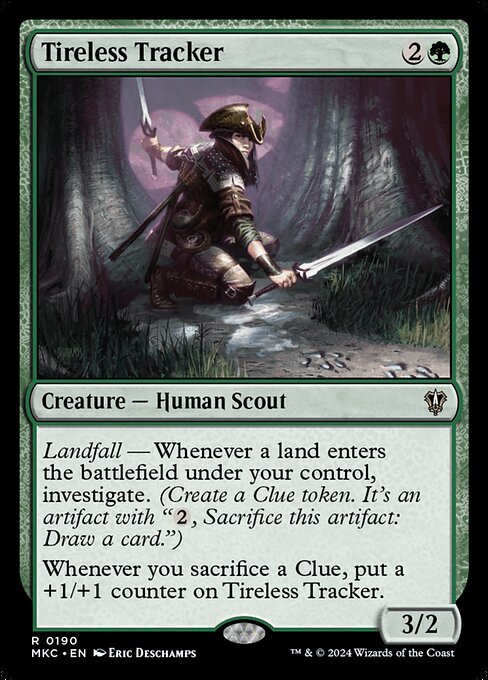 Tireless Tracker 2
Creature — Human Scout
Landfall — Whenever a land enters
the battlefield under your control,
investigate. (Create a Clue token. It's an
artifact with “2, Sacrifice this artifact:
Draw a card.”)
Whenever you sacrifice a Clue, put a
+1/+1 counter on Tireless Tracker.
3/2
R 0190
MKC • EN Eric Deschamps
™ & © 2024 Wizards of the Coast